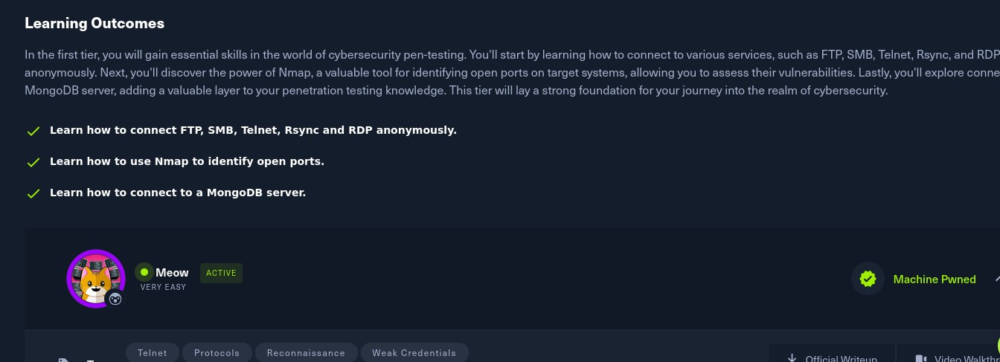 Learning Outcomes
In the first tier, you will gain essential skills in the world of cybersecurity pen-testing. You'll start by learning how to connect to various services, such as FTP, SMB, Telnet, Rsync, and RDP
anonymously. Next, you'll discover the power of Nmap, a valuable tool for identifying open ports on target systems, allowing you to assess their vulnerabilities. Lastly, you'll explore conne
MongoDB server, adding a valuable layer to your penetration testing knowledge. This tier will lay a strong foundation for your journey into the realm of cybersecurity.
Learn how to connect FTP, SMB, Telnet, Rsync and RDP anonymously.
Learn how to use Nmap to identify open ports.
Learn how to connect to a MongoDB server.
Meow ACTIVE
VERY EASY
Machine Pwned
Telnet Protocols Reconnaissance Weak Credentials
Official Writeup Video Walkth